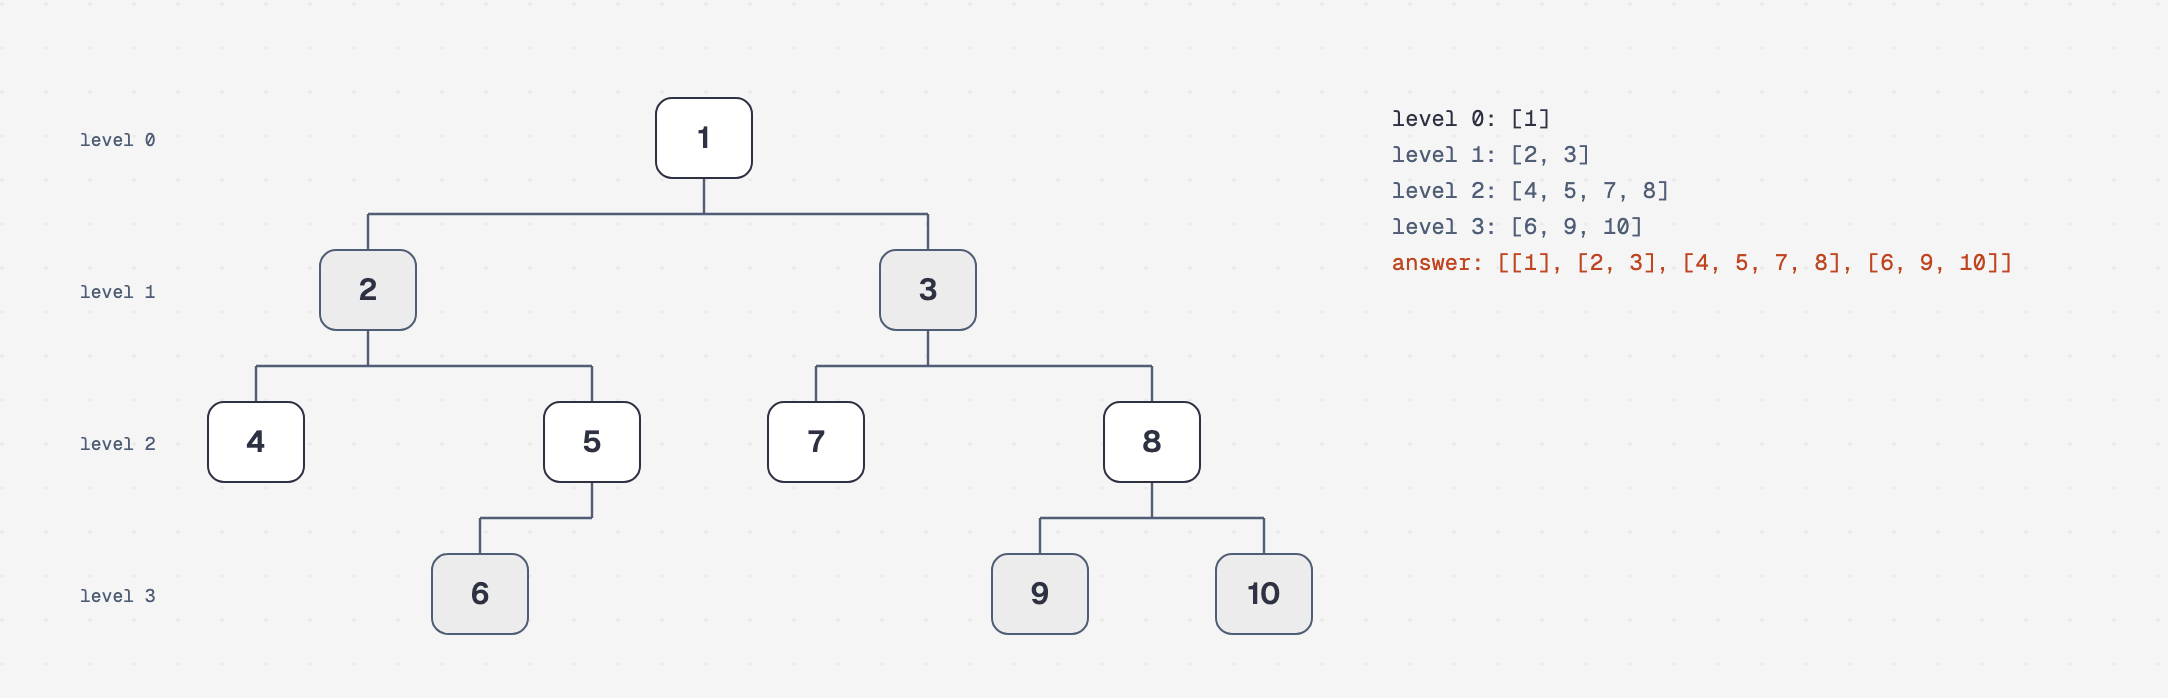 level 0
1
level 1
2
3
level 2
4
5
7
8
level 3
6
9
10
level 0: [1]
level 1: [2, 3]
level 2: [4, 5, 7, 8]
level 3: [6, 9, 10]
answer: [[1], [2, 3], [4, 5, 7, 8], [6, 9, 10]]